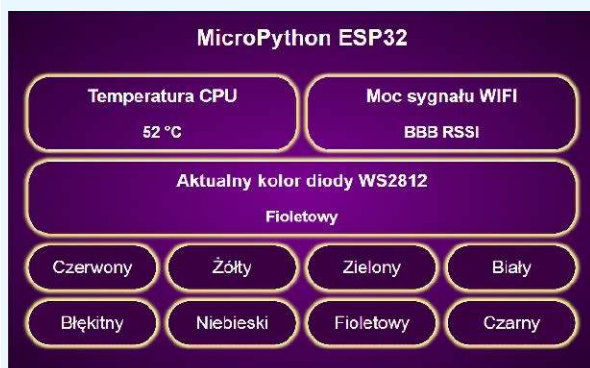 MicroPython ESP32
Temperatura CPU
52 °C
Moc sygnału WIFI
BBB RSSI
Aktualny kolor diody WS2812
Fioletowy
Czerwony Żółty Zielony Biały
Błękitny Niebieski Fioletowy Czarny